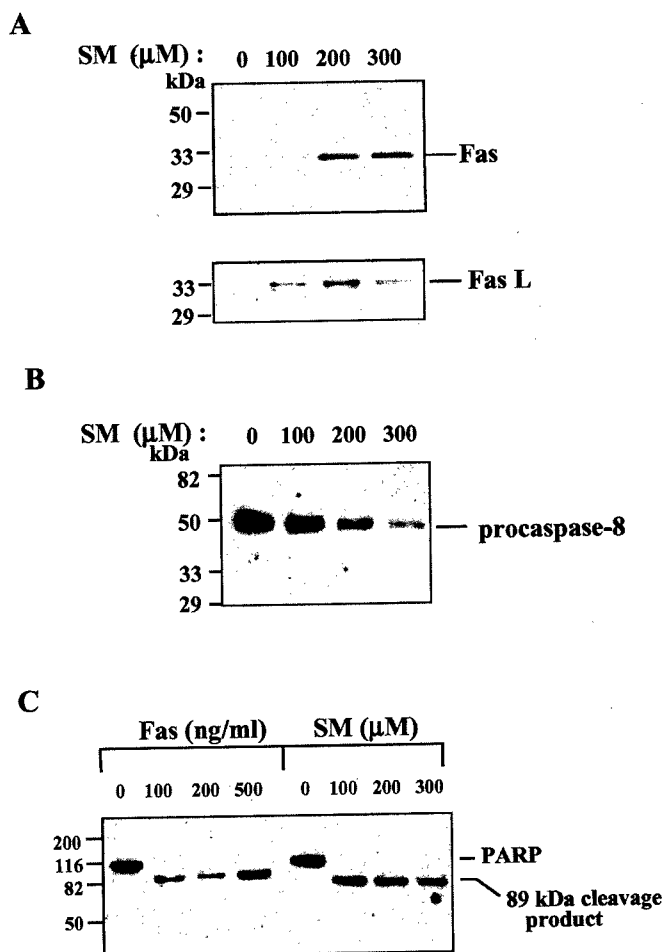 A
SM (μM) : 0 100 200 300
kDa
50
33 Fas
29
33 Fas L
29
B
SM (μM) : 0 100 200 300
kDa
82
50 procaspase-8
33
29
C
Fas (ng/ml) SM (μM)
0 100 200 500 0 100 200 300
200
116 PARP
82 89 kDa cleavage
product
50